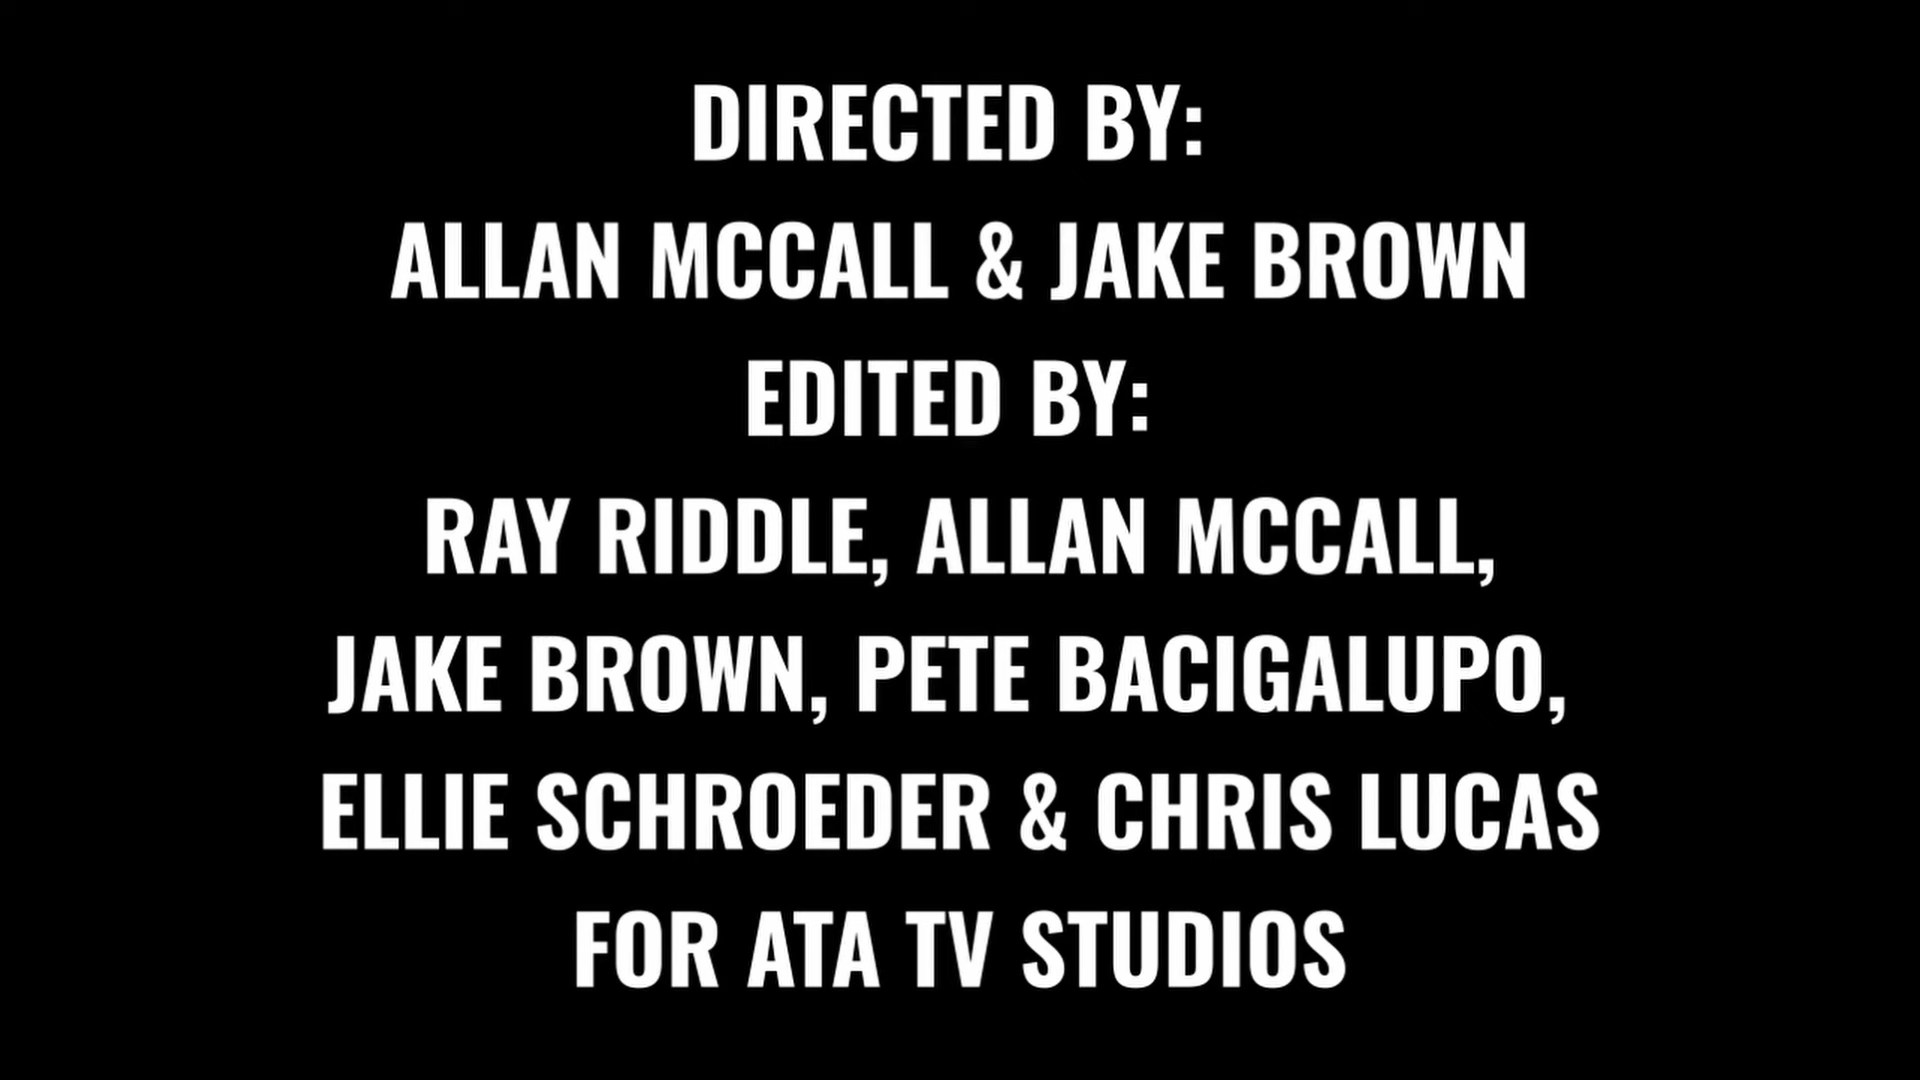 DIRECTED BY:
ALLAN MCCALL & JAKE BROWN
EDITED BY:
RAY RIDDLE, ALLAN MCCALL,
JAKE BROWN, PETE BACIGALUPO,
ELLIE SCHROEDER & CHRIS LUCAS
FOR ATA TV STUDIOS